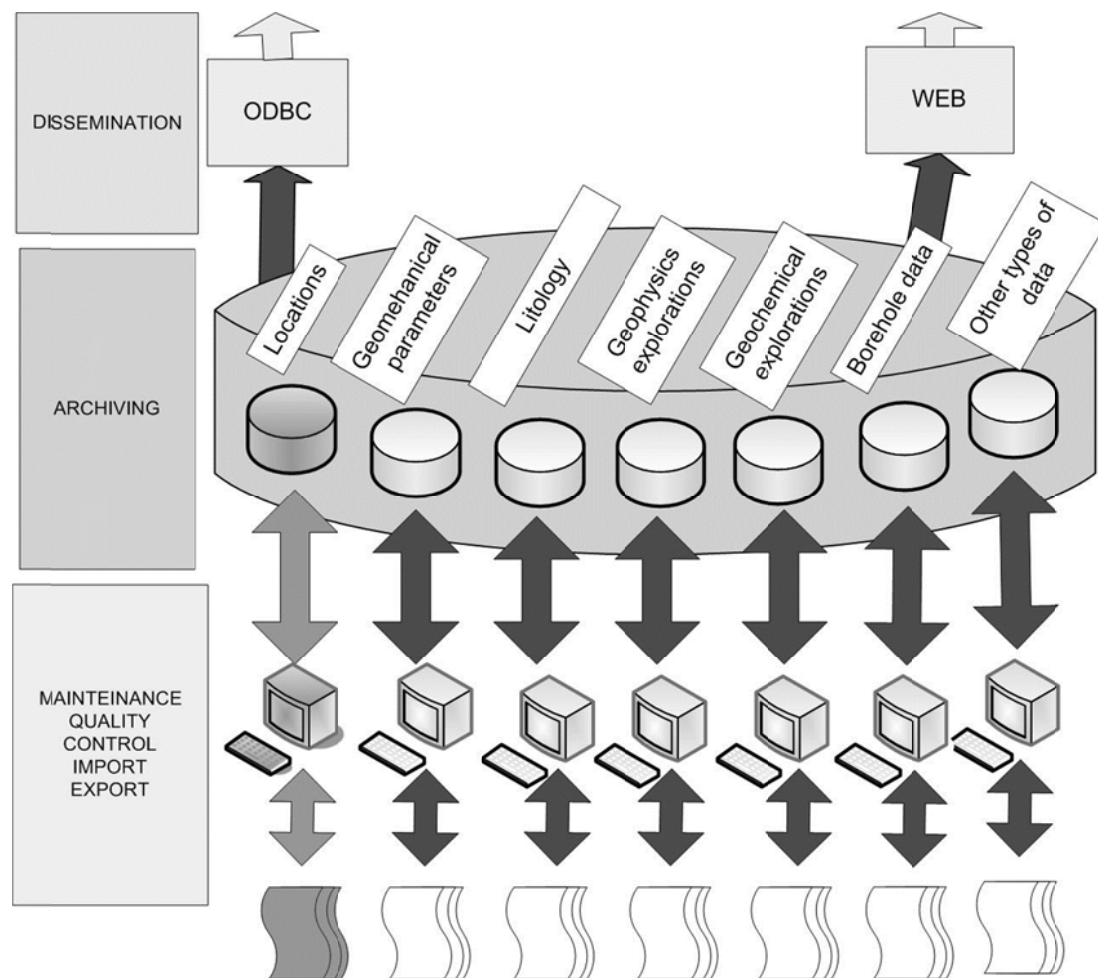 DISSEMINATION
ODBC
WEB
ARCHIVING
Locations
Geomehanical
parameters
Litology
Geophysics
explorations
Geochemical
explorations
Borehole data
Other types of
data
MAINTEINANCE
QUALITY
CONTROL
IMPORT
EXPORT